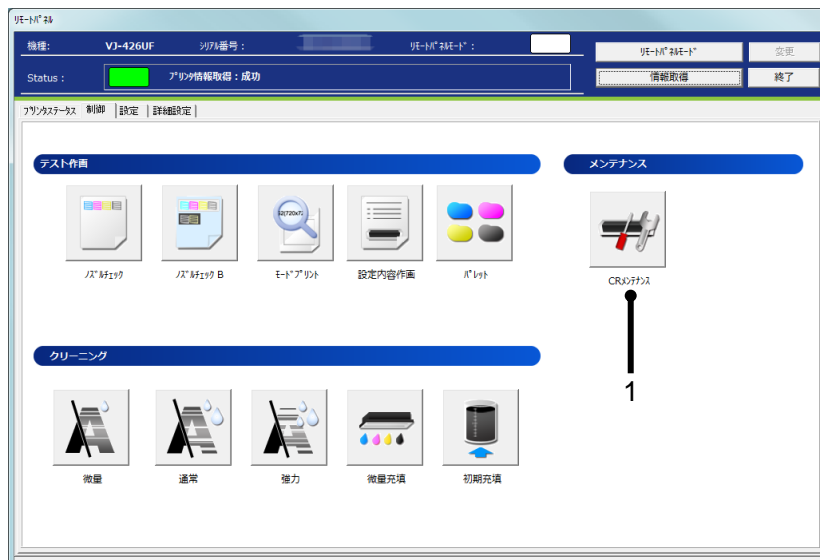 リモートパネル
機種: VJ-426UF シリアル番号: リモートパネルモード: リモートパネルモード 変更
Status: プリンタ情報取得:成功 情報取得 終了
プリンタステータス 制御 設定 詳細設定
テスト作画 メンテナンス
ノズルチェック ノズルチェック B モードプリント 設定内容作画 パレット
CRメンテナンス
1
クリーニング
微量 通常 強力 微量充填 初期充填